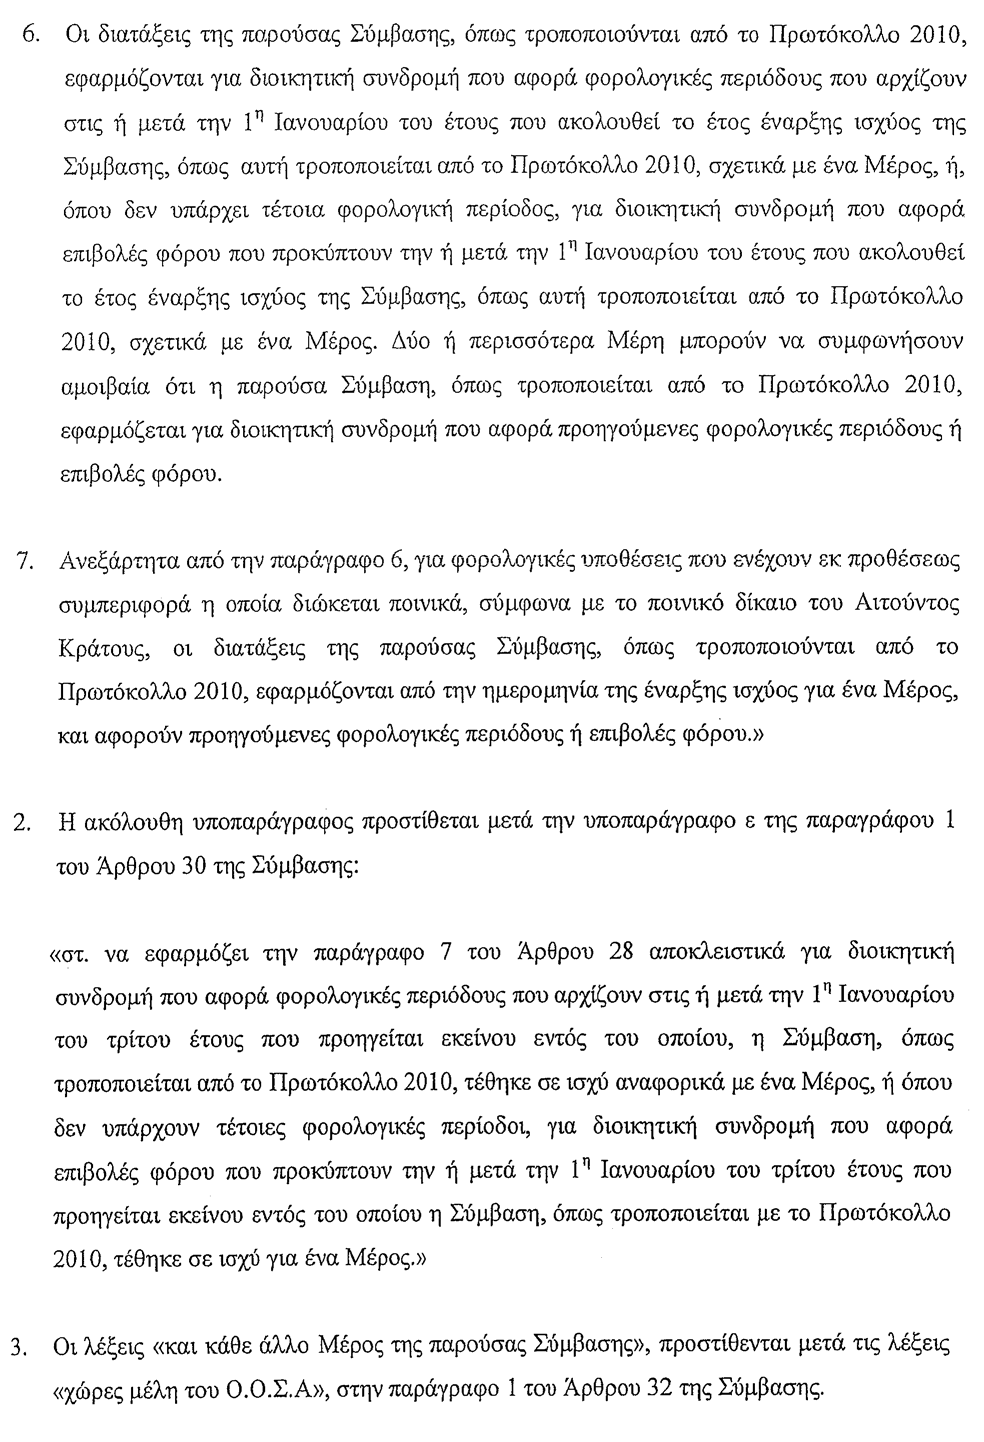 6. Οι διατάξεις της παρούσας Σύμβασης, όπως τροποποιούνται από το Πρωτόκολλο 2010,
εφαρμόζονται για διοικητική συνδρομή που αφορά φορολογικές περιόδους που αρχίζουν
στις ή μετά την 1η Ιανουαρίου του έτους που ακολουθεί το έτος έναρξης ισχύος της
Σύμβασης, όπως αυτή τροποποιείται από το Πρωτόκολλο 2010, σχετικά με ένα Μέρος, ή,
όπου δεν υπάρχει τέτοια φορολογική περίοδος, για διοικητική συνδρομή που αφορά
επιβολές φόρου που προκύπτουν την ή μετά την 1η Ιανουαρίου του έτους που ακολουθεί
το έτος έναρξης ισχύος της Σύμβασης, όπως αυτή τροποποιείται από το Πρωτόκολλο
2010, σχετικά με ένα Μέρος. Δύο ή περισσότερα Μέρη μπορούν να συμφωνήσουν
αμοιβαία ότι η παρούσα Σύμβαση, όπως τροποποιείται από το Πρωτόκολλο 2010,
εφαρμόζεται για διοικητική συνδρομή που αφορά προηγούμενες φορολογικές περιόδους ή
επιβολές φόρου.
7. Ανεξάρτητα από την παράγραφο 6, για φορολογικές υποθέσεις που ενέχουν εκ προθέσεως
συμπεριφορά η οποία διώκεται ποινικά, σύμφωνα με το ποινικό δίκαιο του Αιτούντος
Κράτους, οι διατάξεις της παρούσας Σύμβασης, όπως τροποποιούνται από το
Πρωτόκολλο 2010, εφαρμόζονται από την ημερομηνία της έναρξης ισχύος για ένα Μέρος,
και αφορούν προηγούμενες φορολογικές περιόδους ή επιβολές φόρου.»
2. Η ακόλουθη υποπαράγραφος προστίθεται μετά την υποπαράγραφο ε της παραγράφου 1
του Άρθρου 30 της Σύμβασης:
«στ. να εφαρμόζει την παράγραφο 7 του Άρθρου 28 αποκλειστικά για διοικητική
συνδρομή που αφορά φορολογικές περιόδους που αρχίζουν στις ή μετά την 1η Ιανουαρίου
του τρίτου έτους που προηγείται εκείνου εντός του οποίου, η Σύμβαση, όπως
τροποποιείται από το Πρωτόκολλο 2010, τέθηκε σε ισχύ αναφορικά με ένα Μέρος, ή όπου
δεν υπάρχουν τέτοιες φορολογικές περίοδοι, για διοικητική συνδρομή που αφορά
επιβολές φόρου που προκύπτουν την ή μετά την 1η Ιανουαρίου του τρίτου έτους που
προηγείται εκείνου εντός του οποίου η Σύμβαση, όπως τροποποιείται με το Πρωτόκολλο
2010, τέθηκε σε ισχύ για ένα Μέρος.»
3. Οι λέξεις «και κάθε άλλο Μέρος της παρούσας Σύμβασης», προστίθενται μετά τις λέξεις
«χώρες μέλη του Ο.Ο.Σ.Α», στην παράγραφο 1 του Άρθρου 32 της Σύμβασης.